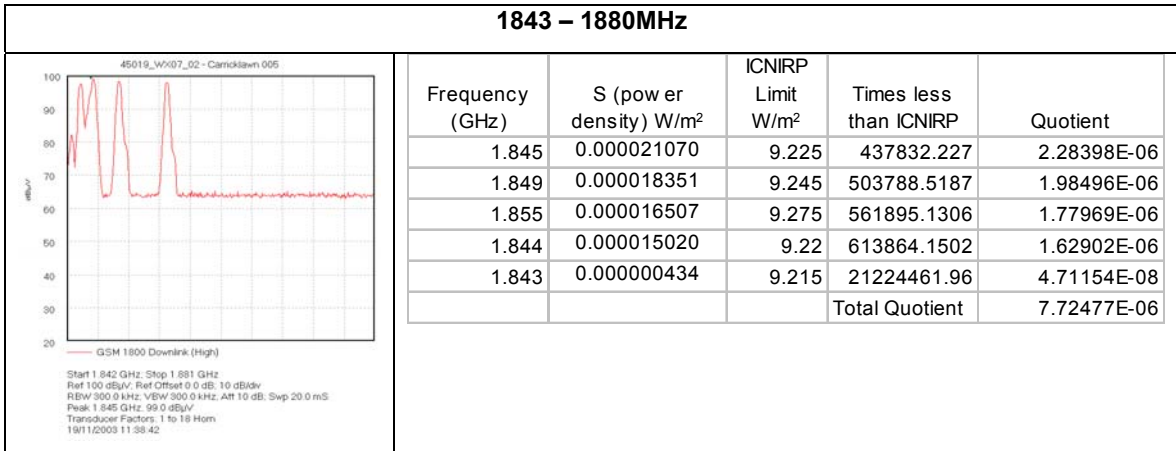 1843 – 1880MHz
45019_WX07_02 - Carricklawn 005
100
90
80
70
60
50
40
30
20
dBµV
GSM 1800 Downlink (High)
Start 1.842 GHz; Stop 1.881 GHz
Ref 100 dBµV; Ref Offset 0.0 dB; 10 dB/div
RBW 300.0 kHz; VBW 300.0 kHz; Att 10 dB; Swp 20.0 mS
Peak 1.845 GHz, 99.0 dBµV
Transducer Factors: 1 to 18 Horn
19/11/2003 11:38:42
Frequency (GHz) S (pow er density) W/m² ICNIRP Limit W/m² Times less than ICNIRP Quotient
1.845 0.000021070 9.225 437832.227 2.28398E-06
1.849 0.000018351 9.245 503788.5187 1.98496E-06
1.855 0.000016507 9.275 561895.1306 1.77969E-06
1.844 0.000015020 9.22 613864.1502 1.62902E-06
1.843 0.000000434 9.215 21224461.96 4.71154E-08
Total Quotient 7.72477E-06